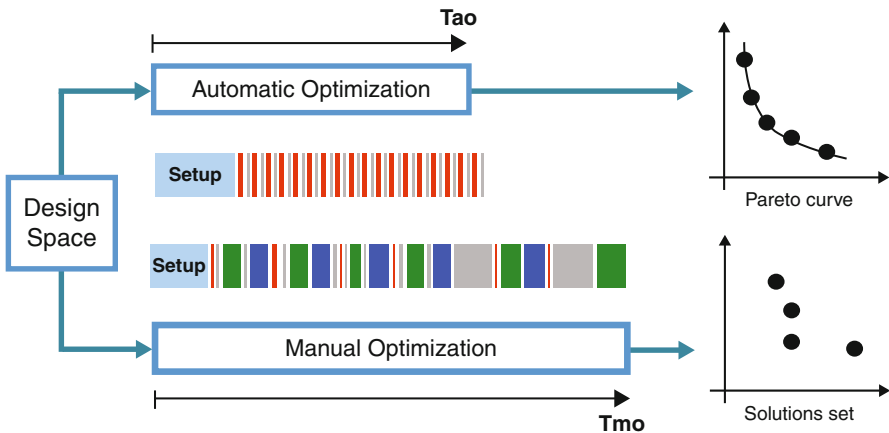 Tao
Automatic Optimization
Setup
Design
Space
Pareto curve
Setup
Manual Optimization
Tmo
Solutions set